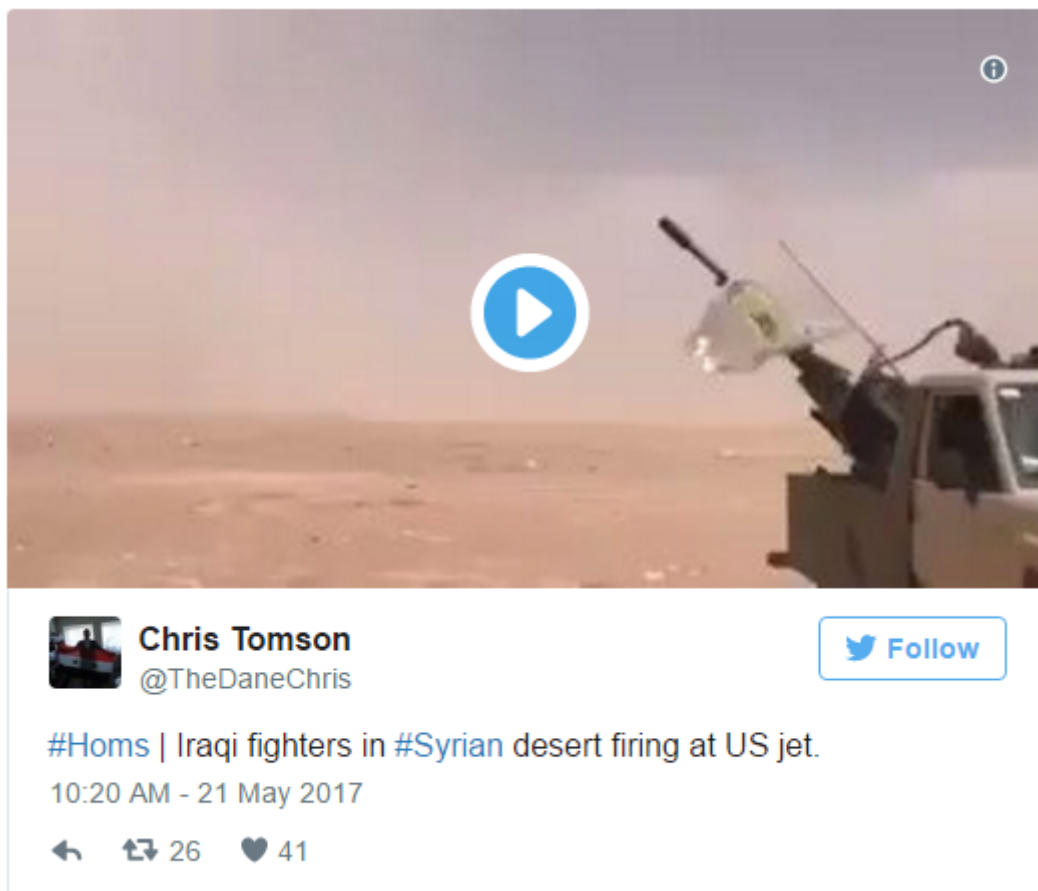 Chris Tomson
@TheDaneChris
Follow
#Homs | Iraqi fighters in #Syrian desert firing at US jet.
10:20 AM - 21 May 2017
26 41